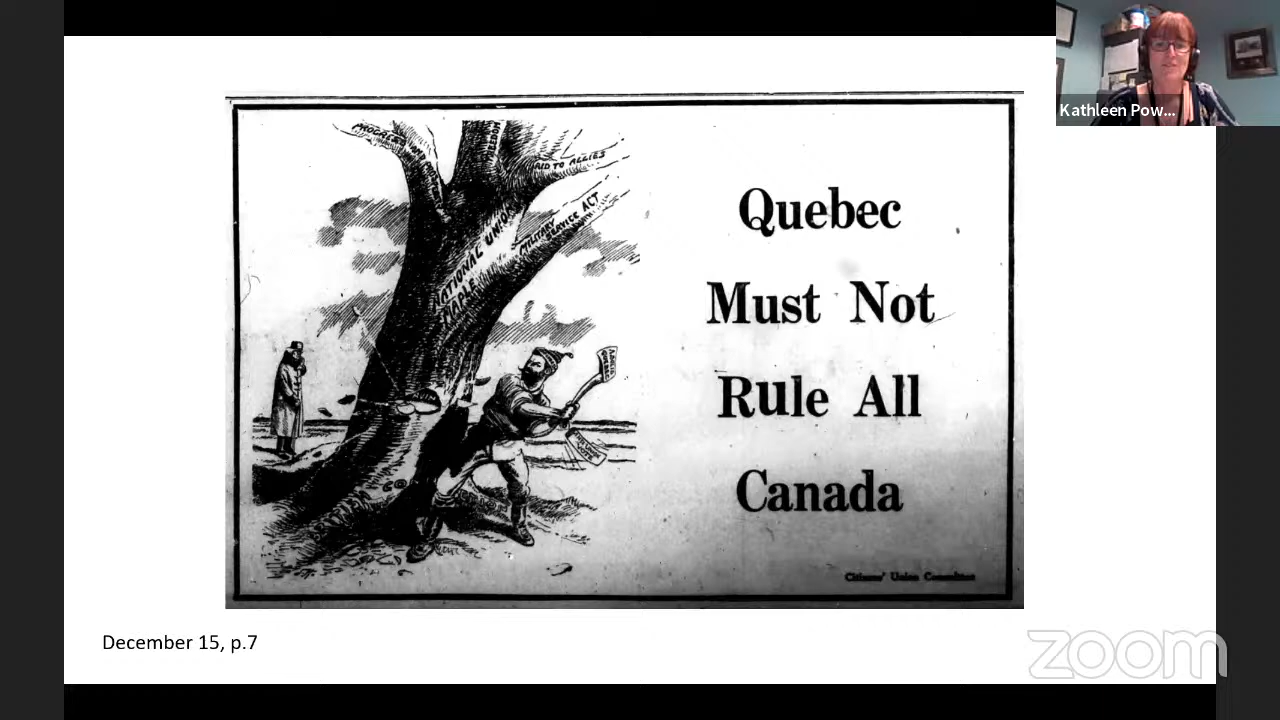 PROGRESS
AID TO ALLIES
MILITARY
SERVICE ACT
NATIONAL UNION
MAPLE
Quebec
Must Not
Rule All
Canada
Citizens' Union Committee
December 15, p.7
Kathleen Pow...
zoom